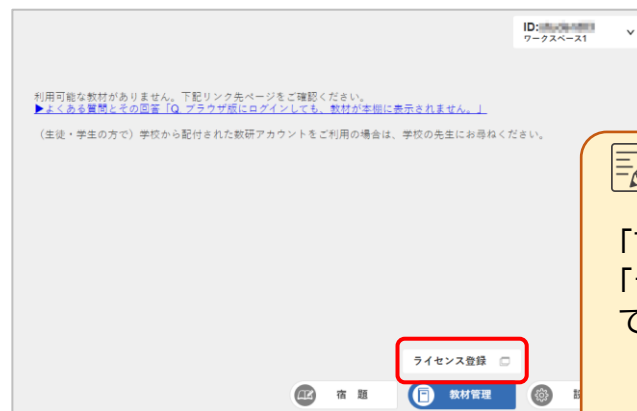 ID:
ワークスペース1
利用可能な教材がありません。下記リンク先ページをご確認ください。
▶よくある質問とその回答「Q ブラウザ版にログインしても、教材が本棚に表示されません。」
（生徒・学生の方で）学校から配付された数研アカウントをご利用の場合は、学校の先生にお尋ねください。
ライセンス登録
宿 題
教材管理